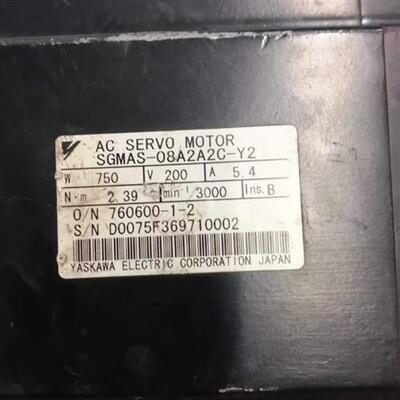 AC SERVO MOTOR
SGMAS-08A2A2C-Y2
W 750 V 200 A 5.4
N·m 2.39 min⁻¹ 3000 Ins. B
O/N 760600-1-2
S/N D0075F369710002
YASKAWA ELECTRIC CORPORATION JAPAN